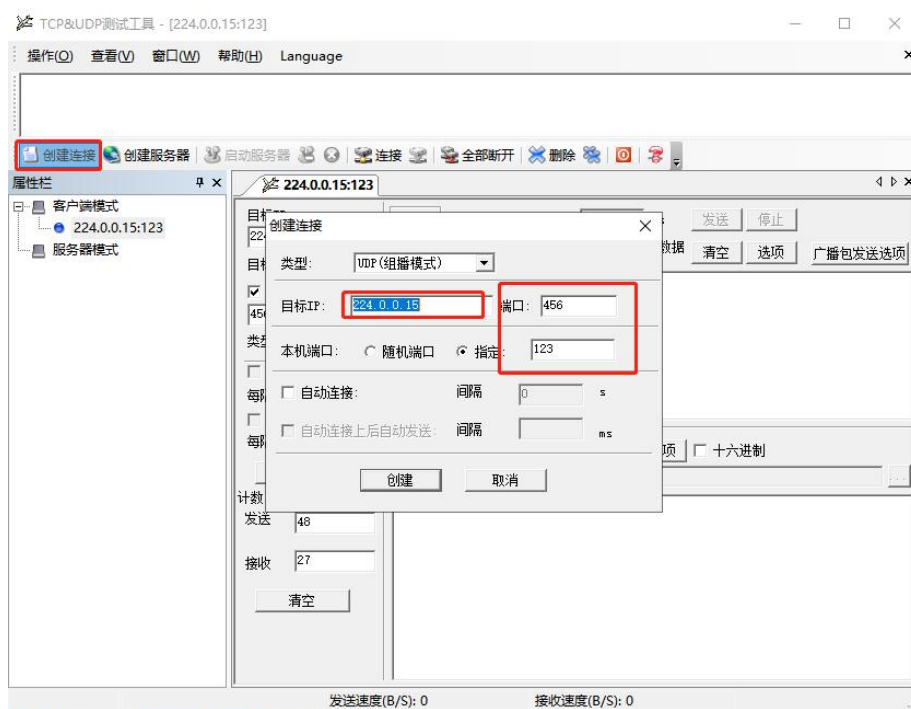 TCP&UDP测试工具 - [224.0.0.15:123]
操作(O) 查看(V) 窗口(W) 帮助(H) Language
创建连接 创建服务器 启动服务器 连接 全部断开 删除
属性栏
224.0.0.15:123
客户端模式
224.0.0.15:123
服务器模式
发送 停止
数据 清空 选项 广播包发送选项
创建连接
类型: UDP(组播模式)
目标IP: 224.0.0.15 端口: 456
本机端口: 随机端口 指定: 123
自动连接: 间隔 0 s
自动连接上后自动发送: 间隔 ms
创建 取消
项 十六进制
计数
发送 48
接收 27
清空
发送速度(B/S): 0 接收速度(B/S): 0